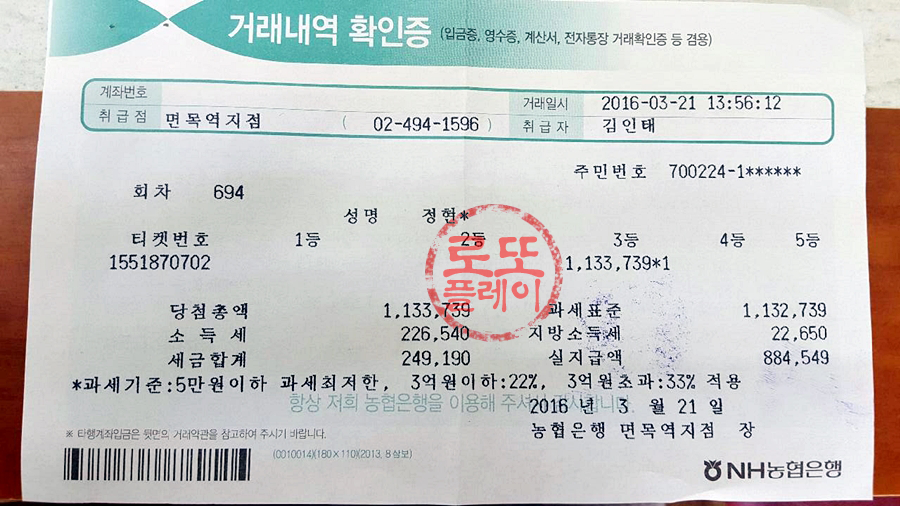 거래내역 확인증 (입금증, 영수증, 계산서, 전자통장 거래확인증 등 겸용)
계좌번호 거래일시 2016-03-21 13:56:12
취급점 면목역지점 ( 02-494-1596 ) 취급자 김인태
주민번호 700224-1******
회차 694
성명 정현*
티켓번호 1등 2등 3등 4등 5등
1551870702 1,133,739*1
로또
플레이
당첨총액 1,133,739 과세표준 1,132,739
소득세 226,540 지방소득세 22,650
세금합계 249,190 실지급액 884,549
*과세기준:5만원이하 과세최저한, 3억원이하:22%, 3억원초과:33% 적용
항상 저희 농협은행을 이용해 주셔서 감사합니다.
2016 년 3 월 21 일
농협은행 면목역지점 장
※ 타행계좌입금은 뒷면의 거래약관을 참고하여 주시기 바랍니다.
(0010014)(180×110)(2013. 8 삼보)
NH농협은행